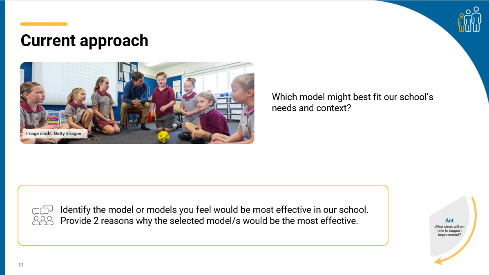 Current approach
Image credit: Getty Images
Which model might best fit our school's
needs and context?
Identify the model or models you feel would be most effective in our school.
Provide 2 reasons why the selected model/s would be the most effective.
Act
What steps will we
take to support
improvement?
11